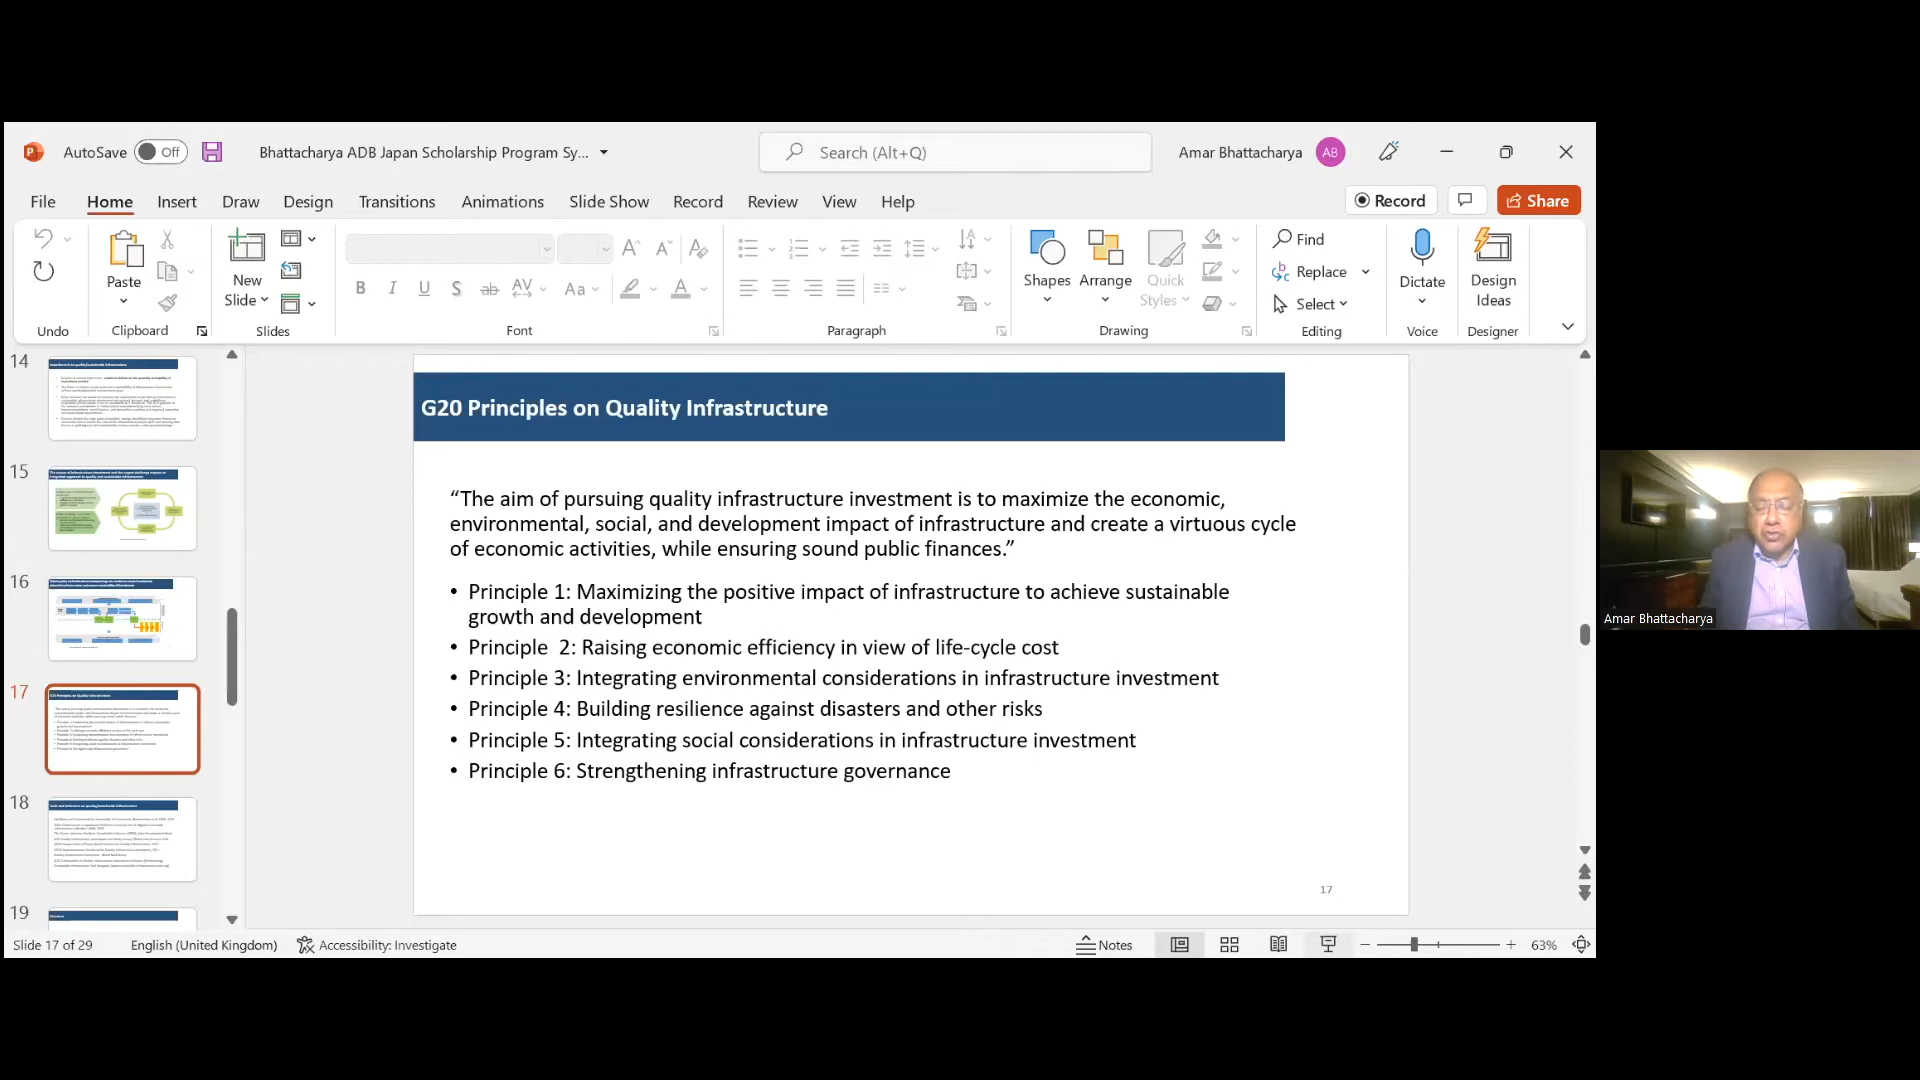 AutoSave
Off
Bhattacharya ADB Japan Scholarship Program Sy...
Search (Alt+Q)
Amar Bhattacharya
AB
File
Home
Insert
Draw
Design
Transitions
Animations
Slide Show
Record
Review
View
Help
Record
Share
Paste
New
Slide
Shapes
Arrange
Quick
Styles
Find
Replace
Select
Dictate
Design
Ideas
Undo
Clipboard
Slides
Font
Paragraph
Drawing
Editing
Voice
Designer
14
15
16
17
G20 Principles on Quality Infrastructure
18
19
G20 Principles on Quality Infrastructure
“The aim of pursuing quality infrastructure investment is to maximize the economic,
environmental, social, and development impact of infrastructure and create a virtuous cycle
of economic activities, while ensuring sound public finances.”
• Principle 1: Maximizing the positive impact of infrastructure to achieve sustainable
growth and development
• Principle  2: Raising economic efficiency in view of life-cycle cost
• Principle 3: Integrating environmental considerations in infrastructure investment
• Principle 4: Building resilience against disasters and other risks
• Principle 5: Integrating social considerations in infrastructure investment
• Principle 6: Strengthening infrastructure governance
17
Amar Bhattacharya
Slide 17 of 29
English (United Kingdom)
Accessibility: Investigate
Notes
63%